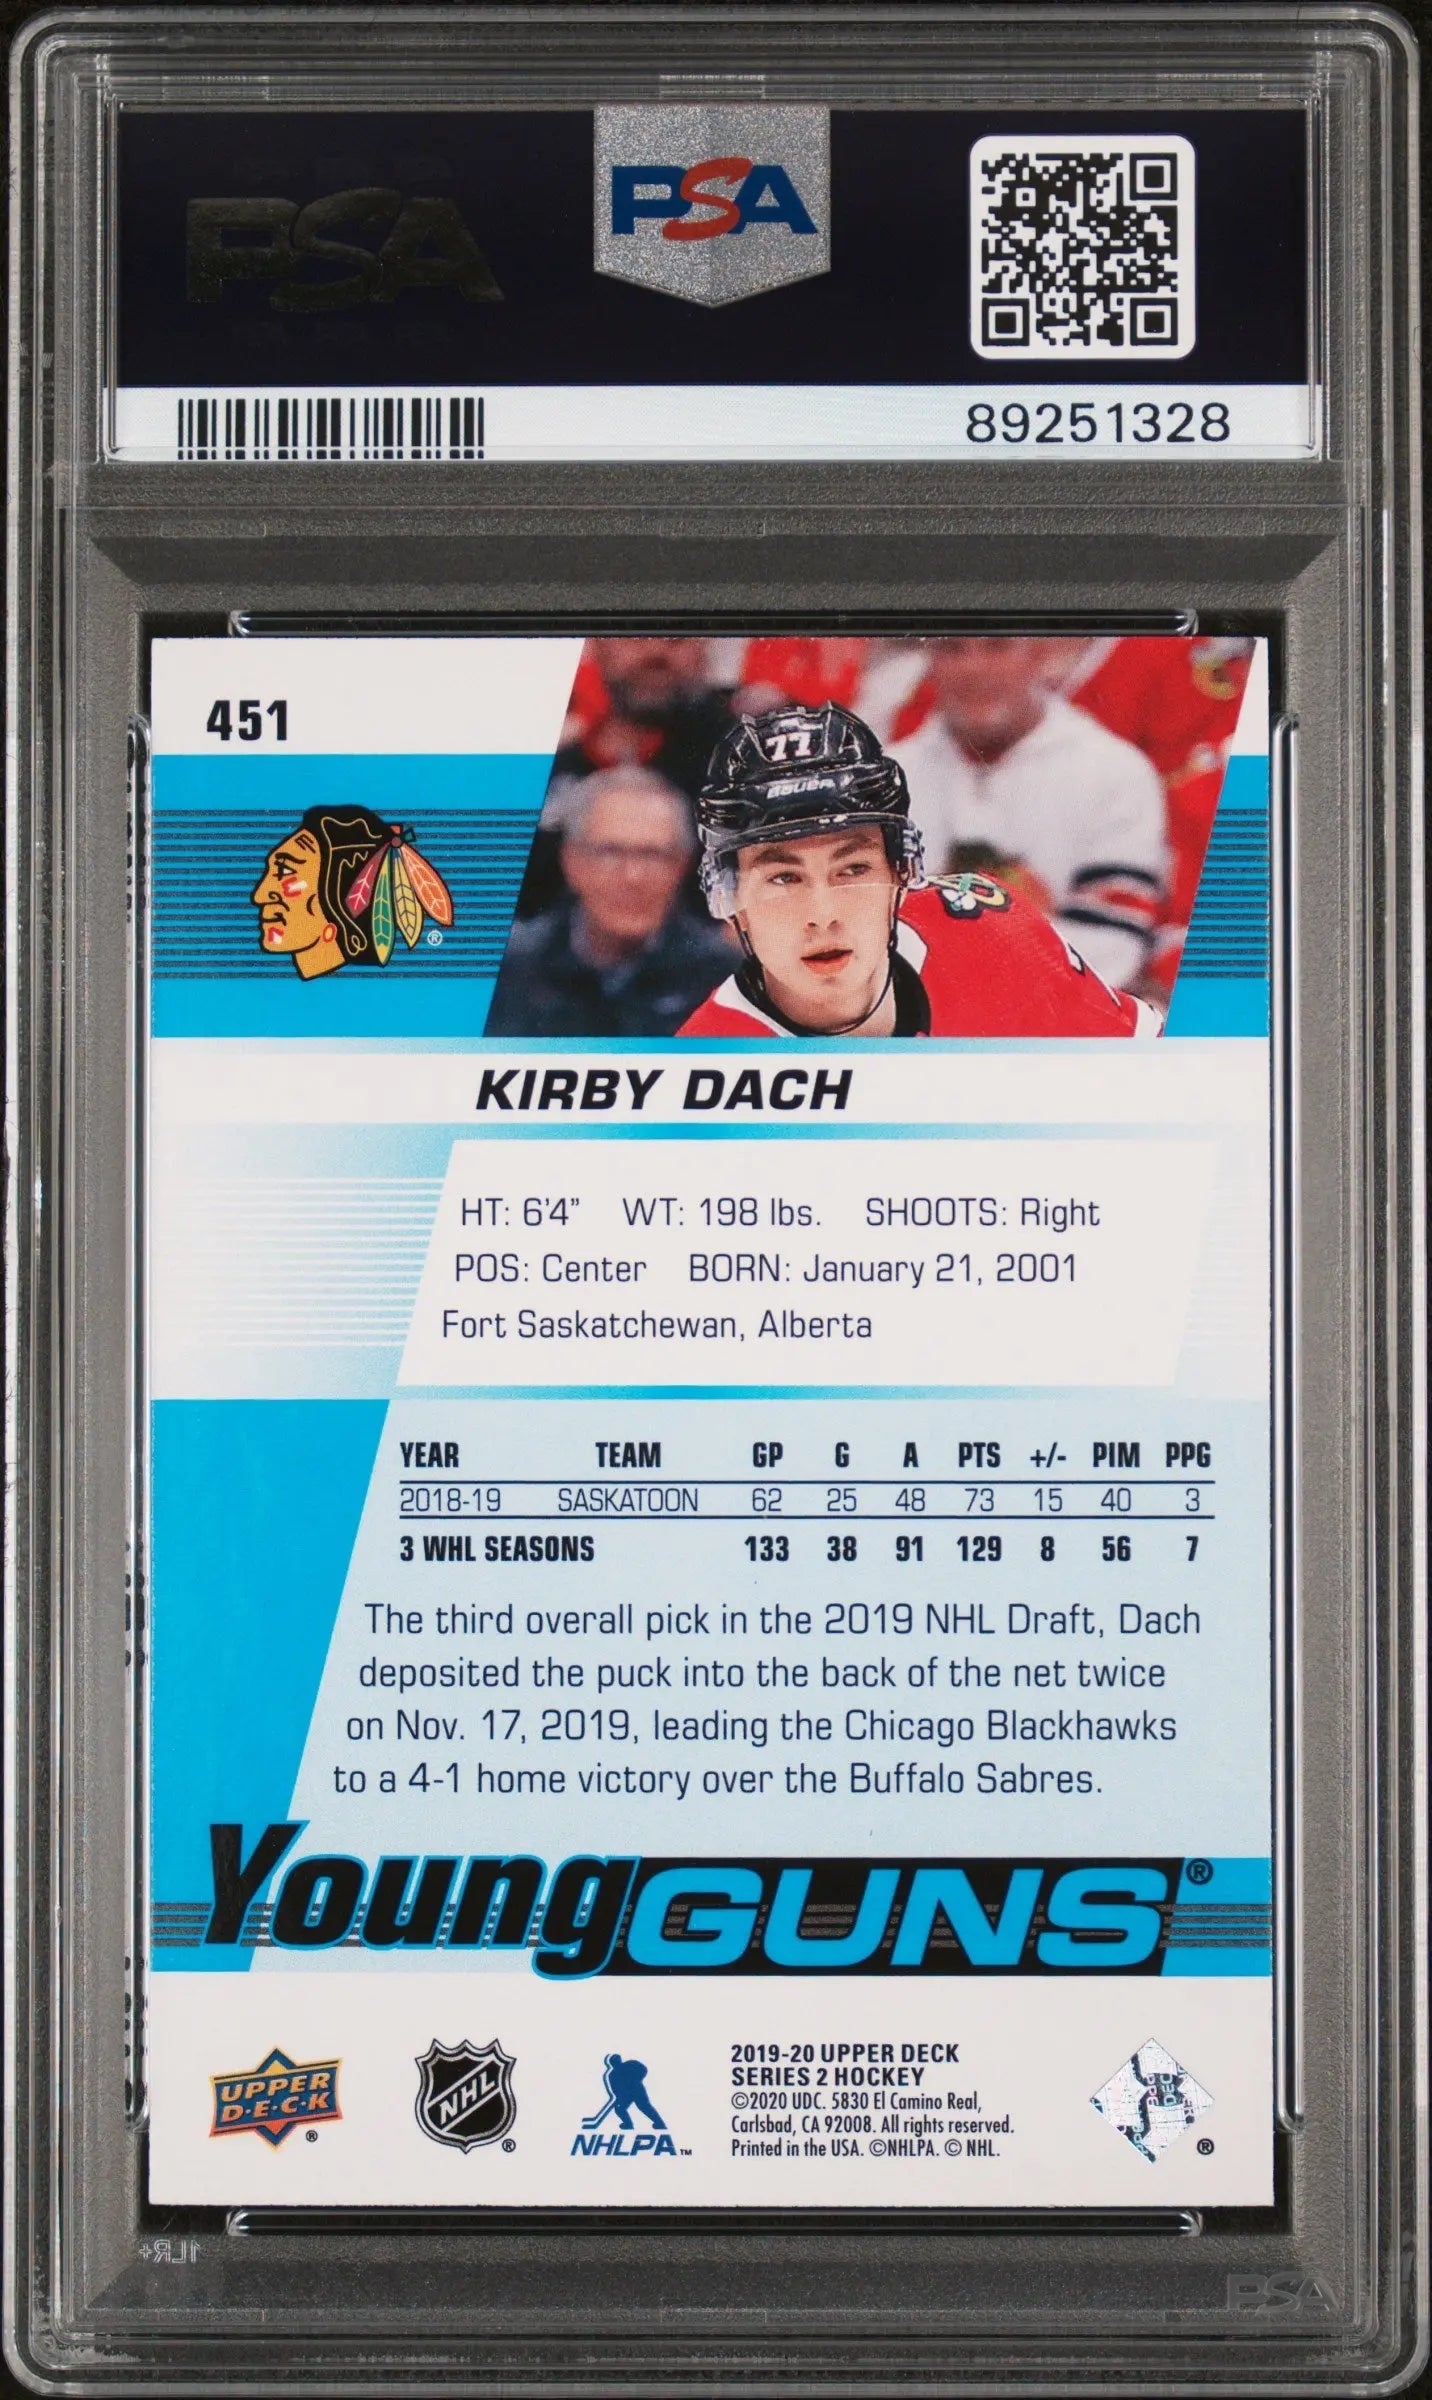 PSA
PSA
89251328
451
77
BAUER
®
KIRBY DACH
HT: 6'4" WT: 198 lbs. SHOOTS: Right
POS: Center BORN: January 21, 2001
Fort Saskatchewan, Alberta
YEAR TEAM GP G A PTS +/- PIM PPG
2018-19 SASKATOON 62 25 48 73 15 40 3
3 WHL SEASONS 133 38 91 129 8 56 7
The third overall pick in the 2019 NHL Draft, Dach
deposited the puck into the back of the net twice
on Nov. 17, 2019, leading the Chicago Blackhawks
to a 4-1 home victory over the Buffalo Sabres.
Young GUNS®
UPPER
D·E·C·K ®
NHL ®
NHLPA™
2019-20 UPPER DECK
SERIES 2 HOCKEY
©2020 UDC. 5830 El Camino Real,
Carlsbad, CA 92008. All rights reserved.
Printed in the USA. ©NHLPA. © NHL.
®
1LR+
PSA